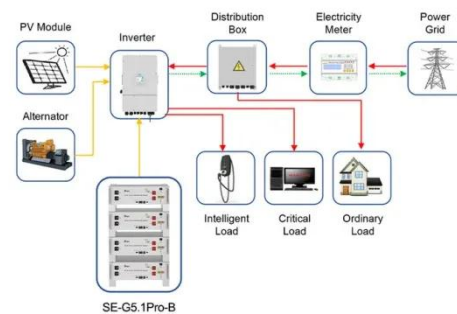 PV Module
Inverter
Distribution
Box
Electricity
Meter
Power
Grid
Alternator
Intelligent
Load
Critical
Load
Ordinary
Load
SE-G5.1Pro-B